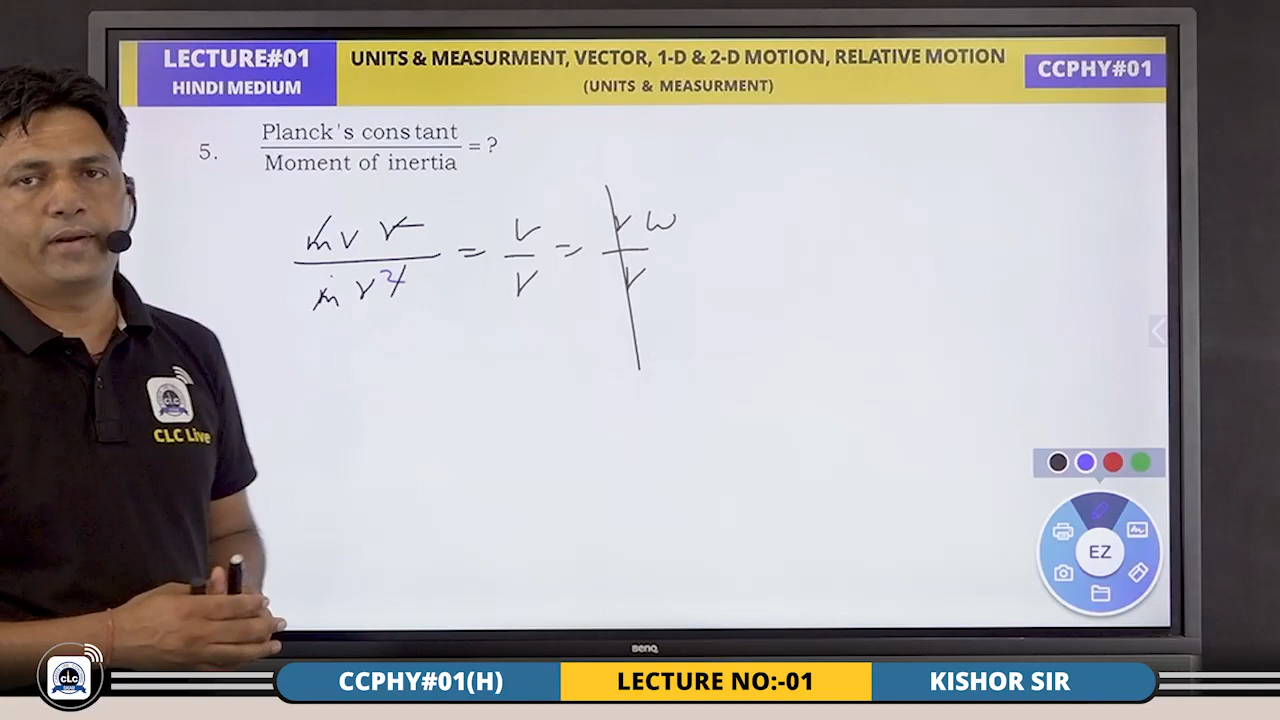 LECTURE#01
HINDI MEDIUM
UNITS & MEASURMENT, VECTOR, 1-D & 2-D MOTION, RELATIVE MOTION
(UNITS & MEASURMENT)
CCPHY#01
5. Planck's constant
Moment of inertia
= ?
mvr
mr²
= v
r
= rω
r
CLC Live
EZ
BenQ
CLC
CCPHY#01(H)
LECTURE NO:-01
KISHOR SIR